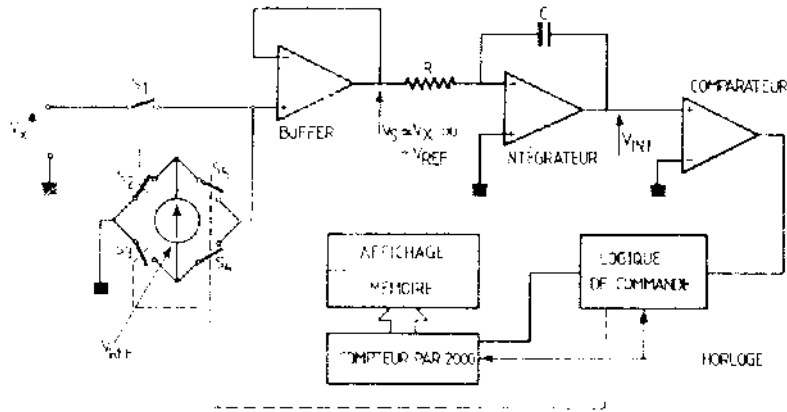 C
S1
R
COMPARATEUR
Vx
BUFFER
VS = VX OU
- VREF
INTÉGRATEUR
VINT
S2
S3
S4
AFFICHAGE
MÉMOIRE
LOGIQUE
DE COMMANDE
COMPTEUR PAR 2000
HORLOGE